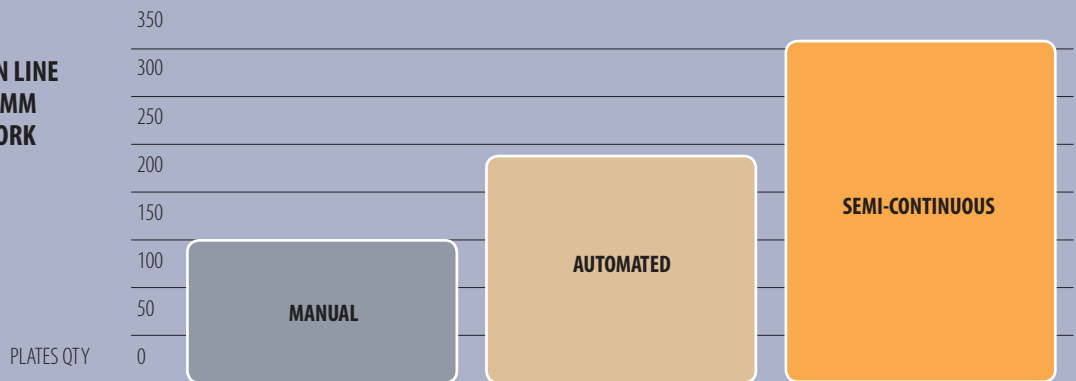 350
N LINE
300
MM
250
ORK
200
150
SEMI-CONTINUOUS
100
AUTOMATED
50
MANUAL
PLATES QTY 0